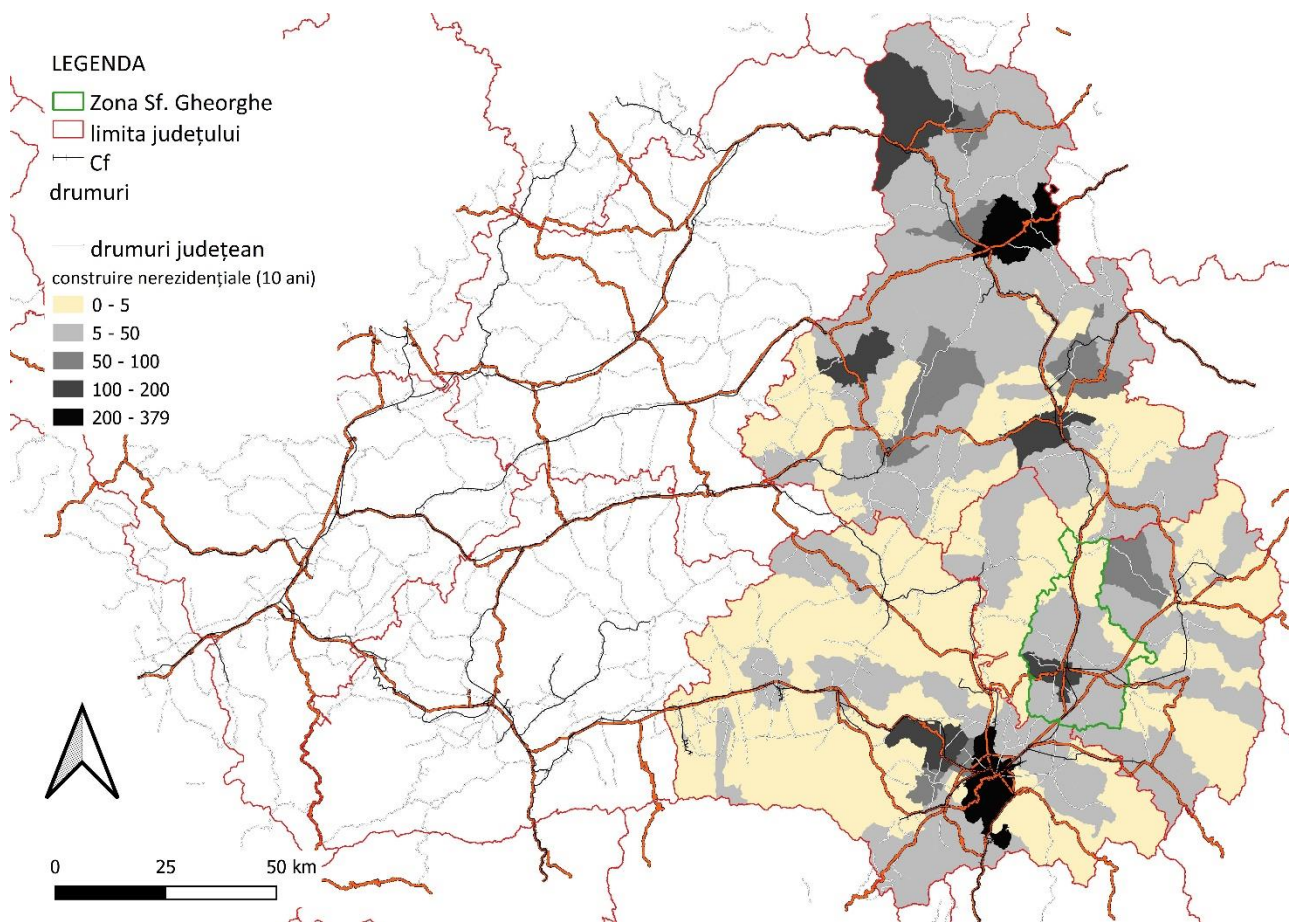 LEGENDA
Zona Sf. Gheorghe
limita județului
Cf
drumuri
drumuri județean
construire nerezidențiale (10 ani)
0 - 5
5 - 50
50 - 100
100 - 200
200 - 379
0 25 50 km